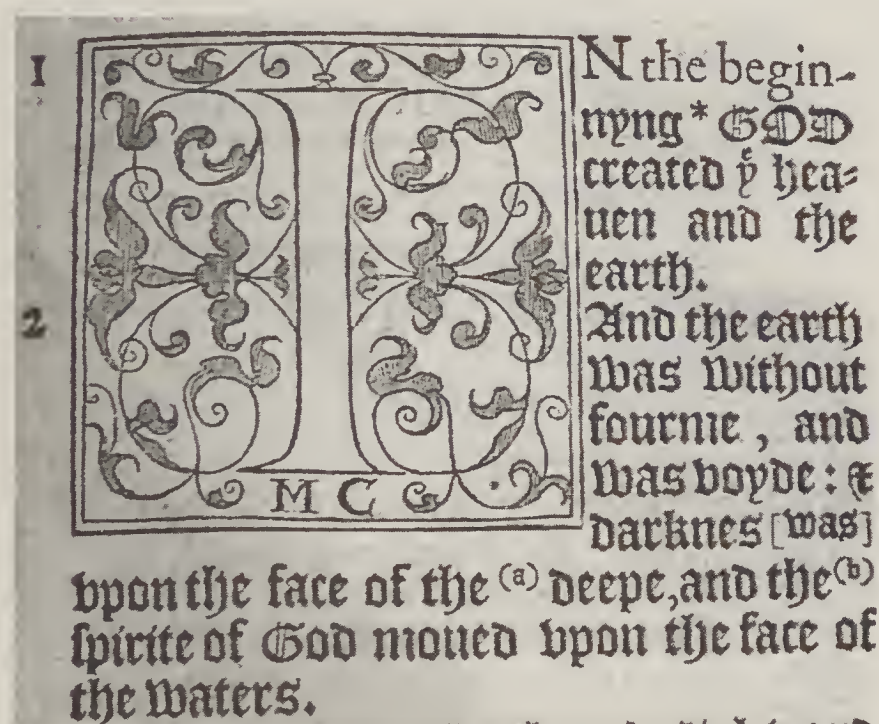 1 IN the begin-
nyng * GOD
created yͤ hea-
uen and the
earth.
2 And the earth
was without
fourme, and
was voyde: &
darknes [was]
vpon the face of the (a) deepe, and the (b)
ſpirite of God moued vpon the face of
the waters.
M C